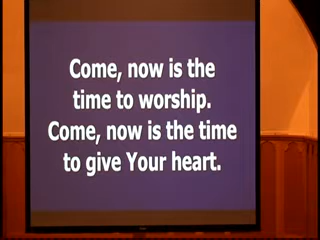 Come, now is the
time to worship.
Come, now is the time
to give Your heart.